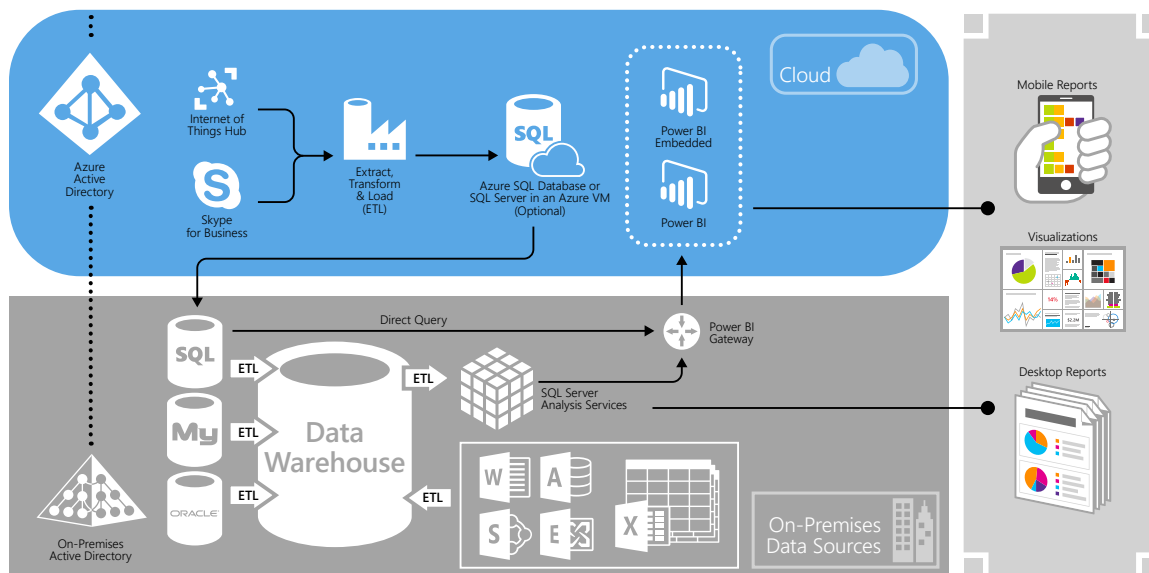 Cloud
Azure
Active
Directory
Internet of
Things Hub
S
Skype
for Business
Extract,
Transform
& Load
(ETL)
SQL
Azure SQL Database or
SQL Server in an Azure VM
(Optional)
Power BI
Embedded
Power BI
Mobile Reports
Visualizations
14%
$2.2M
Desktop Reports
SQL
Direct Query
Power BI
Gateway
ETL
ETL
SQL Server
Analysis Services
My
ETL
Data
Warehouse
ORACLE
ETL
ETL
W
A
S
E
X
On-Premises
Active Directory
On-Premises
Data Sources